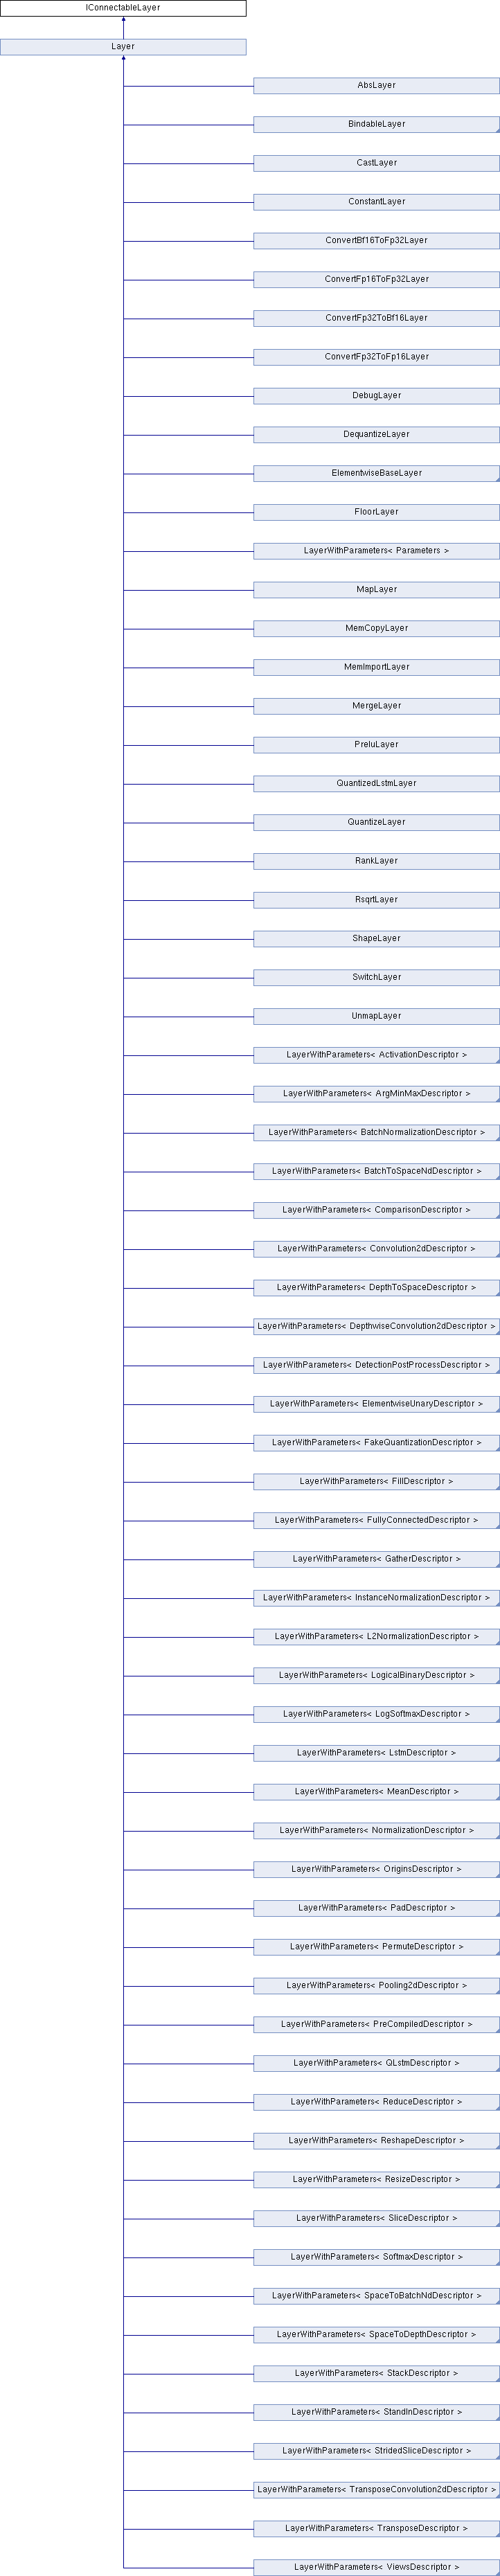 IConnectableLayer
Layer
AbsLayer
BindableLayer
CastLayer
ConstantLayer
ConvertBf16ToFp32Layer
ConvertFp16ToFp32Layer
ConvertFp32ToBf16Layer
ConvertFp32ToFp16Layer
DebugLayer
DequantizeLayer
ElementwiseBaseLayer
FloorLayer
LayerWithParameters< Parameters >
MapLayer
MemCopyLayer
MemImportLayer
MergeLayer
PreluLayer
QuantizedLstmLayer
QuantizeLayer
RankLayer
RsqrtLayer
ShapeLayer
SwitchLayer
UnmapLayer
LayerWithParameters< ActivationDescriptor >
LayerWithParameters< ArgMinMaxDescriptor >
LayerWithParameters< BatchNormalizationDescriptor >
LayerWithParameters< BatchToSpaceNdDescriptor >
LayerWithParameters< ComparisonDescriptor >
LayerWithParameters< Convolution2dDescriptor >
LayerWithParameters< DepthToSpaceDescriptor >
LayerWithParameters< DepthwiseConvolution2dDescriptor >
LayerWithParameters< DetectionPostProcessDescriptor >
LayerWithParameters< ElementwiseUnaryDescriptor >
LayerWithParameters< FakeQuantizationDescriptor >
LayerWithParameters< FillDescriptor >
LayerWithParameters< FullyConnectedDescriptor >
LayerWithParameters< GatherDescriptor >
LayerWithParameters< InstanceNormalizationDescriptor >
LayerWithParameters< L2NormalizationDescriptor >
LayerWithParameters< LogicalBinaryDescriptor >
LayerWithParameters< LogSoftmaxDescriptor >
LayerWithParameters< LstmDescriptor >
LayerWithParameters< MeanDescriptor >
LayerWithParameters< NormalizationDescriptor >
LayerWithParameters< OriginsDescriptor >
LayerWithParameters< PadDescriptor >
LayerWithParameters< PermuteDescriptor >
LayerWithParameters< Pooling2dDescriptor >
LayerWithParameters< PreCompiledDescriptor >
LayerWithParameters< QLstmDescriptor >
LayerWithParameters< ReduceDescriptor >
LayerWithParameters< ReshapeDescriptor >
LayerWithParameters< ResizeDescriptor >
LayerWithParameters< SliceDescriptor >
LayerWithParameters< SoftmaxDescriptor >
LayerWithParameters< SpaceToBatchNdDescriptor >
LayerWithParameters< SpaceToDepthDescriptor >
LayerWithParameters< StackDescriptor >
LayerWithParameters< StandInDescriptor >
LayerWithParameters< StridedSliceDescriptor >
LayerWithParameters< TransposeConvolution2dDescriptor >
LayerWithParameters< TransposeDescriptor >
LayerWithParameters< ViewsDescriptor >